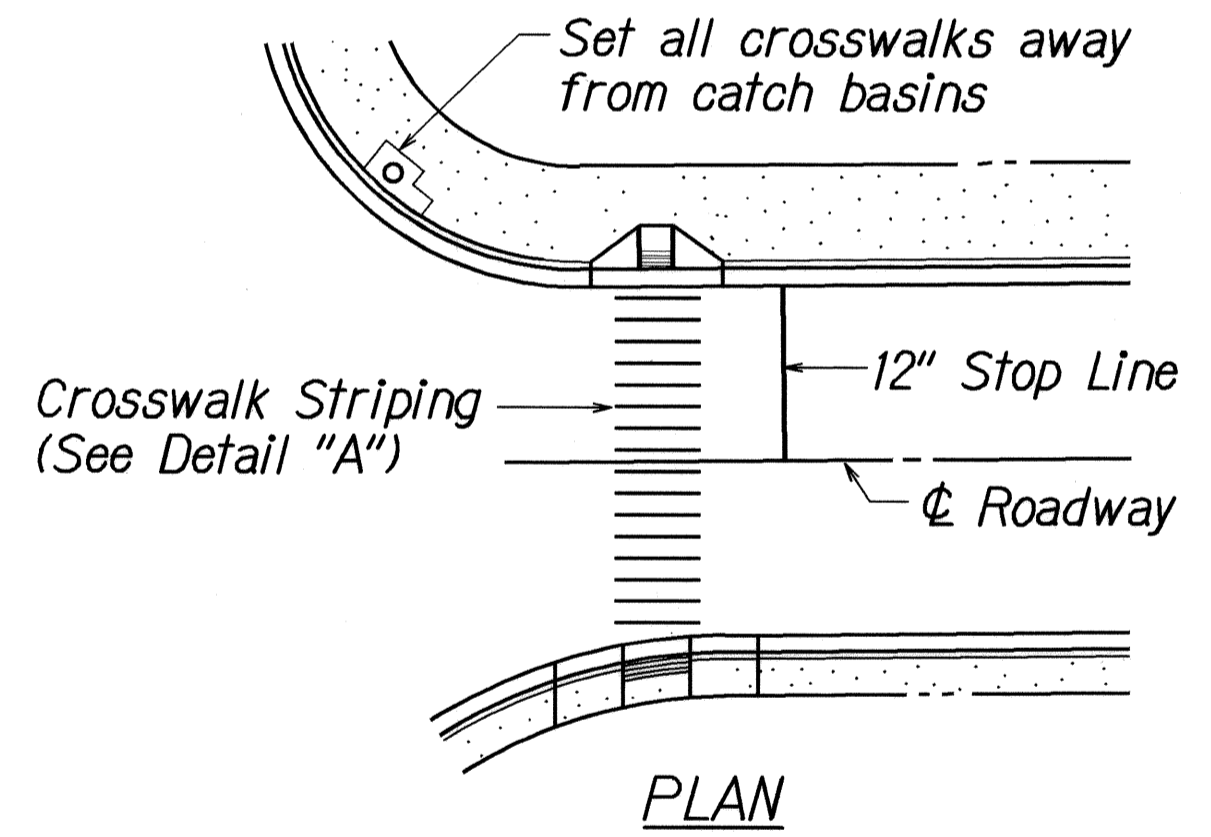 Set all crosswalks away
from catch basins
12" Stop Line
Crosswalk Striping
(See Detail "A")
℄ Roadway
PLAN